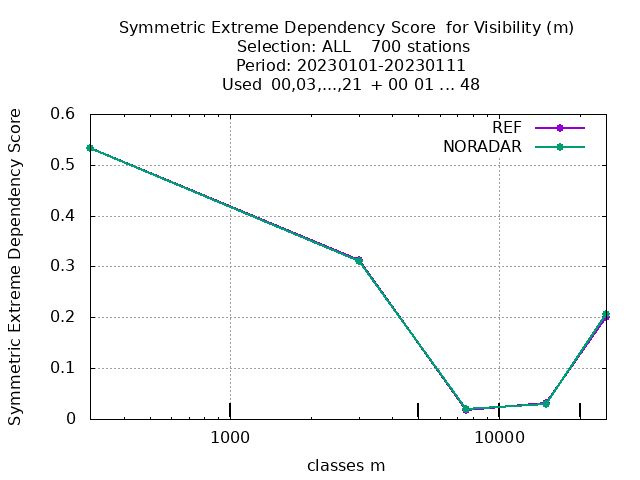 Symmetric Extreme Dependency Score for Visibility (m)
Selection: ALL 700 stations
Period: 20230101-20230111
Used 00,03,...,21 + 00 01 ... 48
Symmetric Extreme Dependency Score
0.6
0.5
0.4
0.3
0.2
0.1
0
REF
NORADAR
1000
10000
classes m